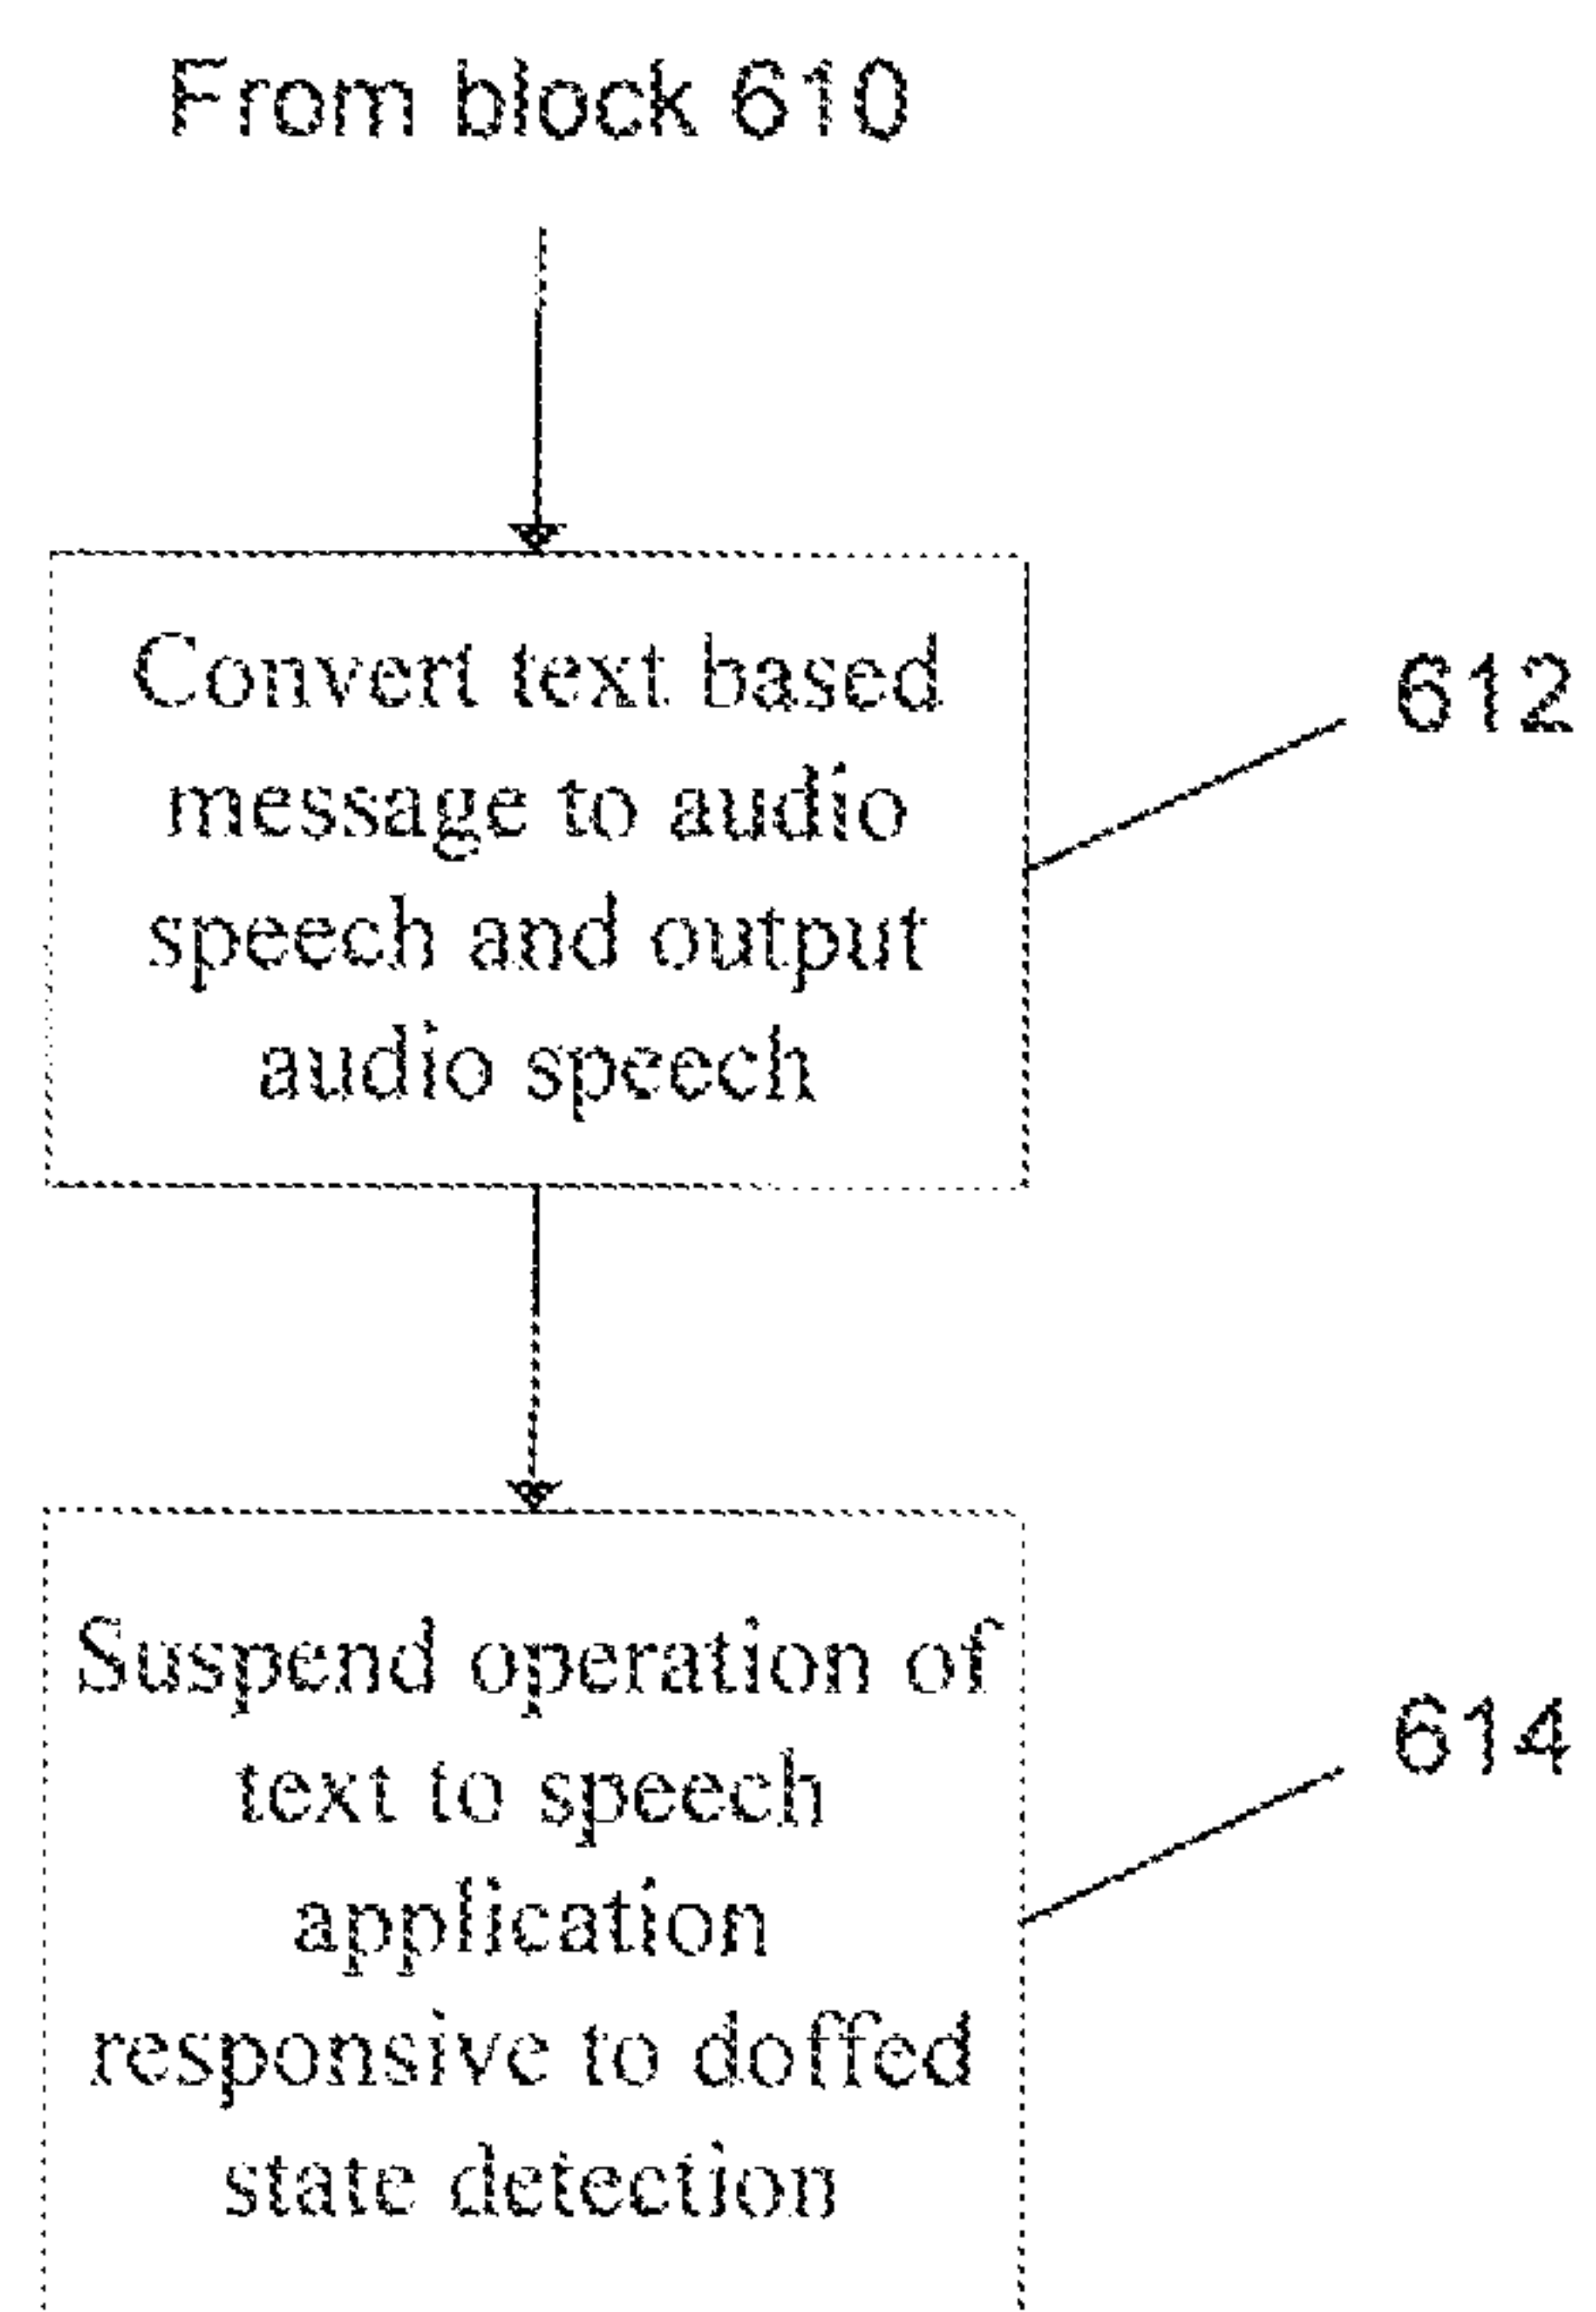 From block 610
Convert text based
message to audio
speech and output
audio speech
612
Suspend operation of
text to speech
application
responsive to doffed
state detection
614